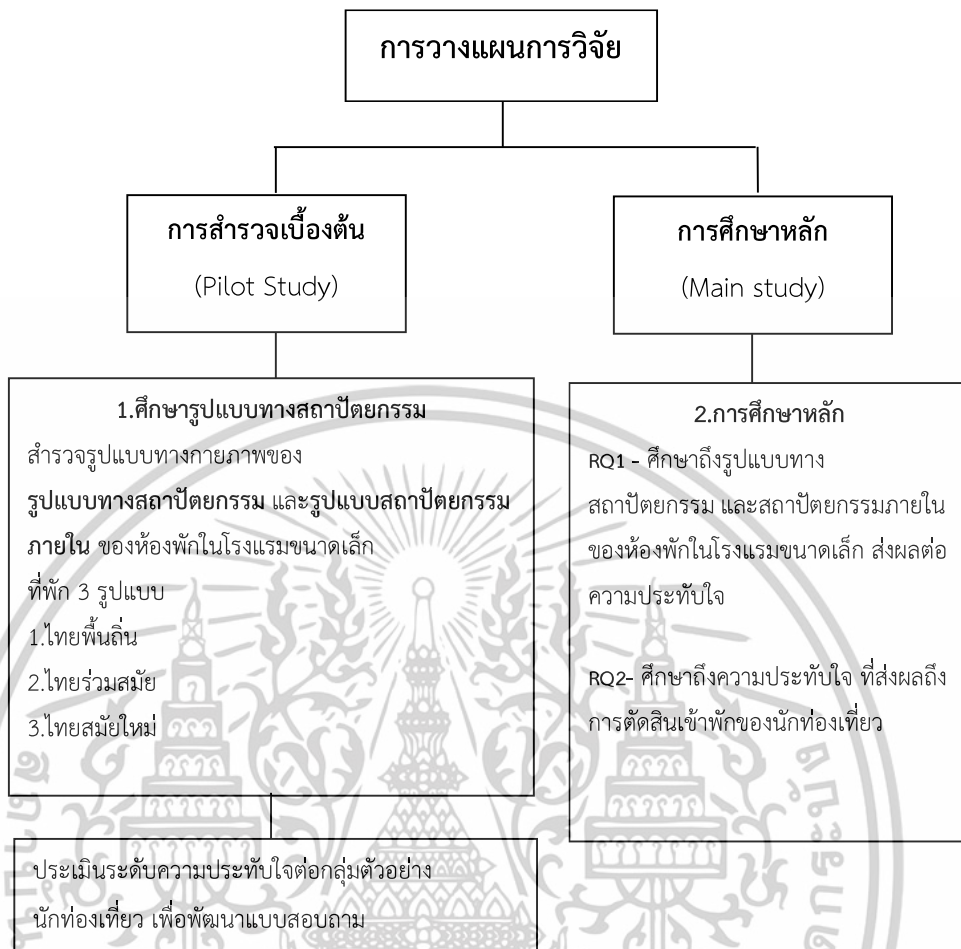 การวางแผนการวิจัย
การสำรวจเบื้องต้น
(Pilot Study)
การศึกษาหลัก
(Main study)
1.ศึกษารูปแบบทางสถาปัตยกรรม
สำรวจรูปแบบทางกายภาพของ
รูปแบบทางสถาปัตยกรรม และรูปแบบสถาปัตยกรรม
ภายใน ของห้องพักในโรงแรมขนาดเล็ก
ที่พัก 3 รูปแบบ
1.ไทยพื้นถิ่น
2.ไทยร่วมสมัย
3.ไทยสมัยใหม่
ประเมินระดับความประทับใจต่อกลุ่มตัวอย่าง
นักท่องเที่ยว เพื่อพัฒนาแบบสอบถาม
2.การศึกษาหลัก
RQ1 - ศึกษาถึงรูปแบบทาง
สถาปัตยกรรม และสถาปัตยกรรมภายใน
ของห้องพักในโรงแรมขนาดเล็ก ส่งผลต่อ
ความประทับใจ
RQ2- ศึกษาถึงความประทับใจ ที่ส่งผลถึง
การตัดสินเข้าพักของนักท่องเที่ยว